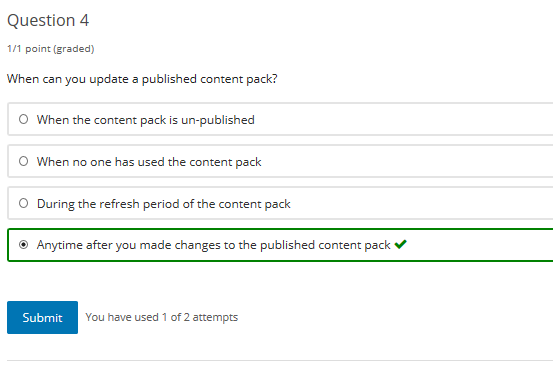 Question 4
1/1 point (graded)
When can you update a published content pack?
When the content pack is un-published
When no one has used the content pack
During the refresh period of the content pack
Anytime after you made changes to the published content pack
Submit You have used 1 of 2 attempts